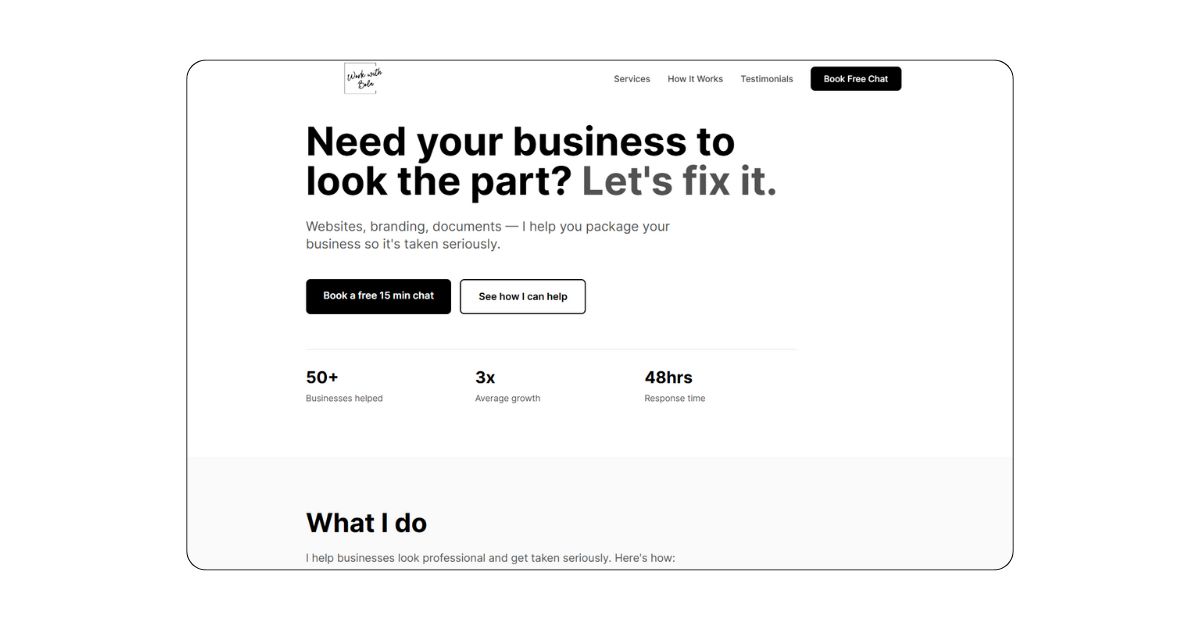 Work with
Bola
Services
How It Works
Testimonials
Book Free Chat
Need your business to
look the part? Let's fix it.
Websites, branding, documents — I help you package your
business so it's taken seriously.
Book a free 15 min chat
See how I can help
50+
3x
48hrs
Businesses helped
Average growth
Response time
What I do
I help businesses look professional and get taken seriously. Here's how: